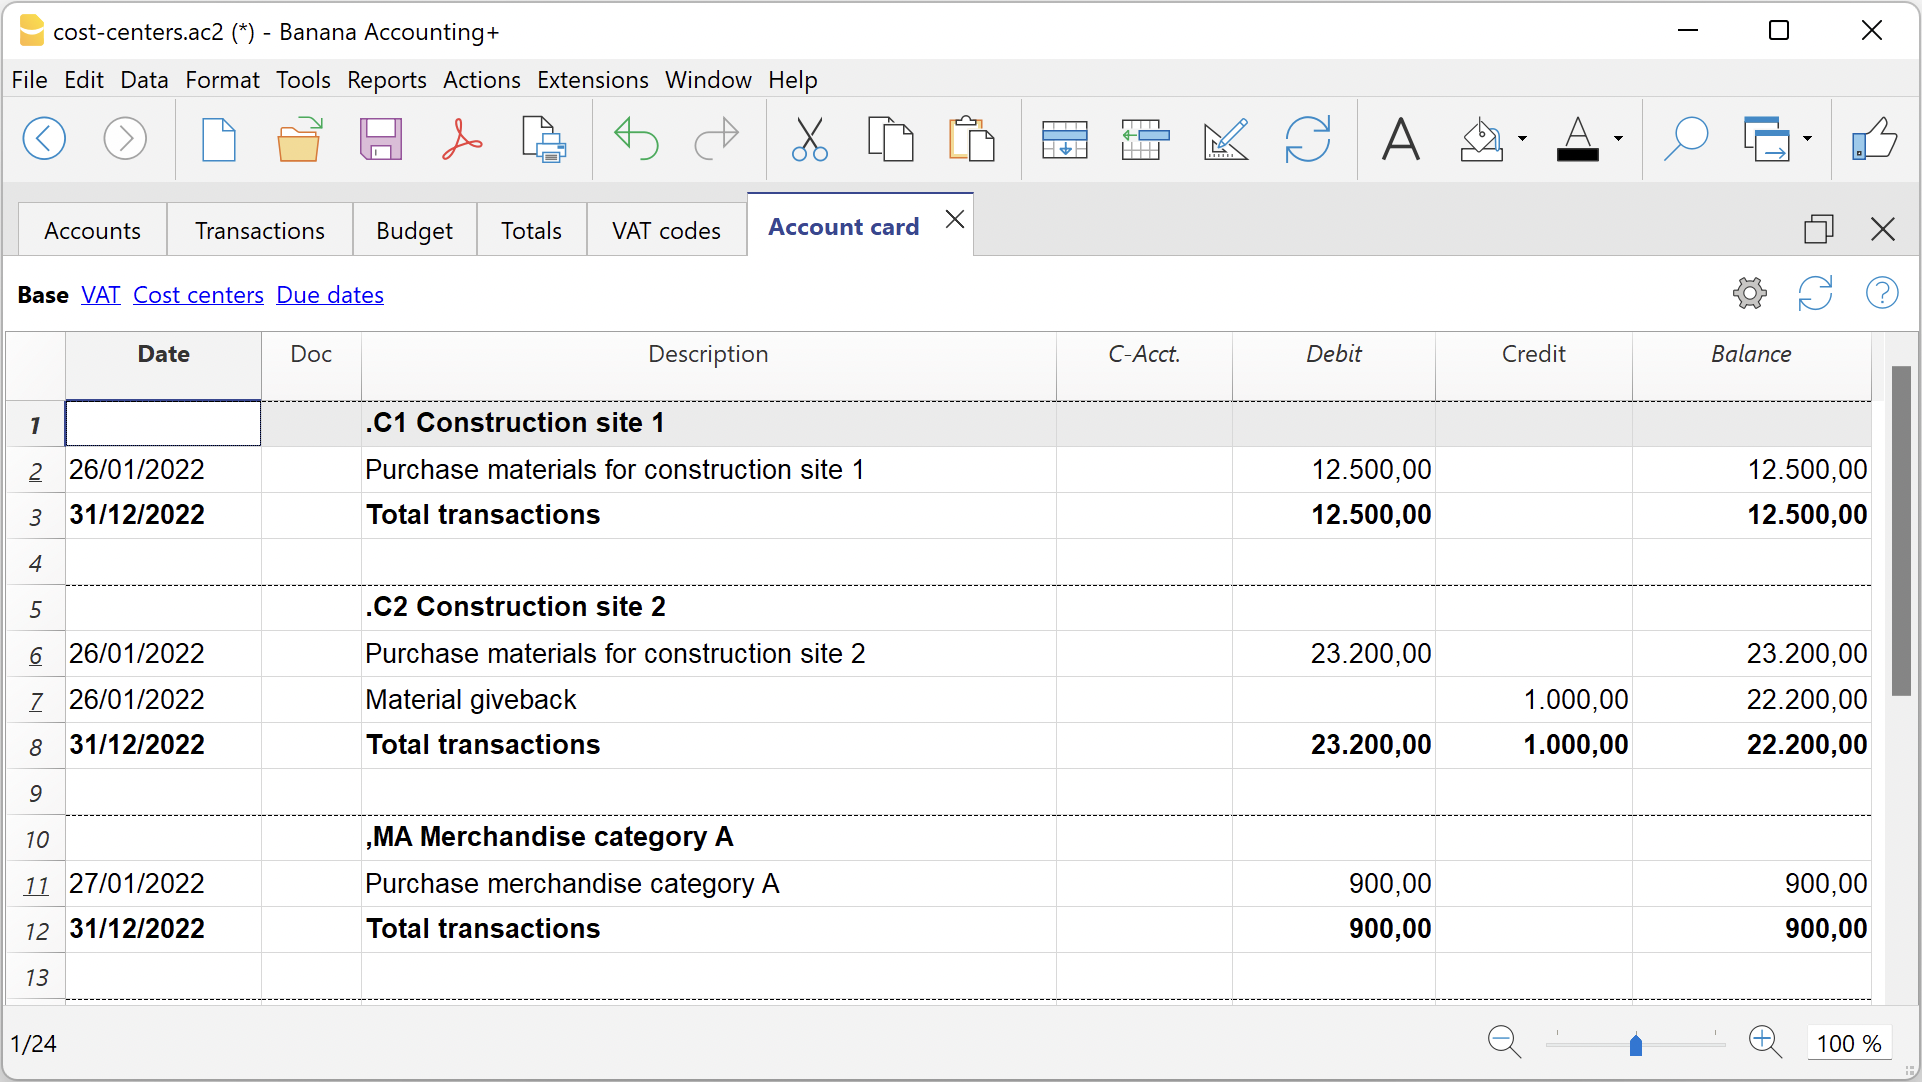 cost-centers.ac2 (*) - Banana Accounting+
File Edit Data Format Tools Reports Actions Extensions Window Help
Accounts Transactions Budget Totals VAT codes Account card
Base VAT Cost centers Due dates
Date Doc Description C-Acct. Debit Credit Balance
1 .C1 Construction site 1
2 26/01/2022 Purchase materials for construction site 1 12.500,00 12.500,00
3 31/12/2022 Total transactions 12.500,00 12.500,00
4
5 .C2 Construction site 2
6 26/01/2022 Purchase materials for construction site 2 23.200,00 23.200,00
7 26/01/2022 Material giveback 1.000,00 22.200,00
8 31/12/2022 Total transactions 23.200,00 1.000,00 22.200,00
9
10 ,MA Merchandise category A
11 27/01/2022 Purchase merchandise category A 900,00 900,00
12 31/12/2022 Total transactions 900,00 900,00
13
1/24 100 %